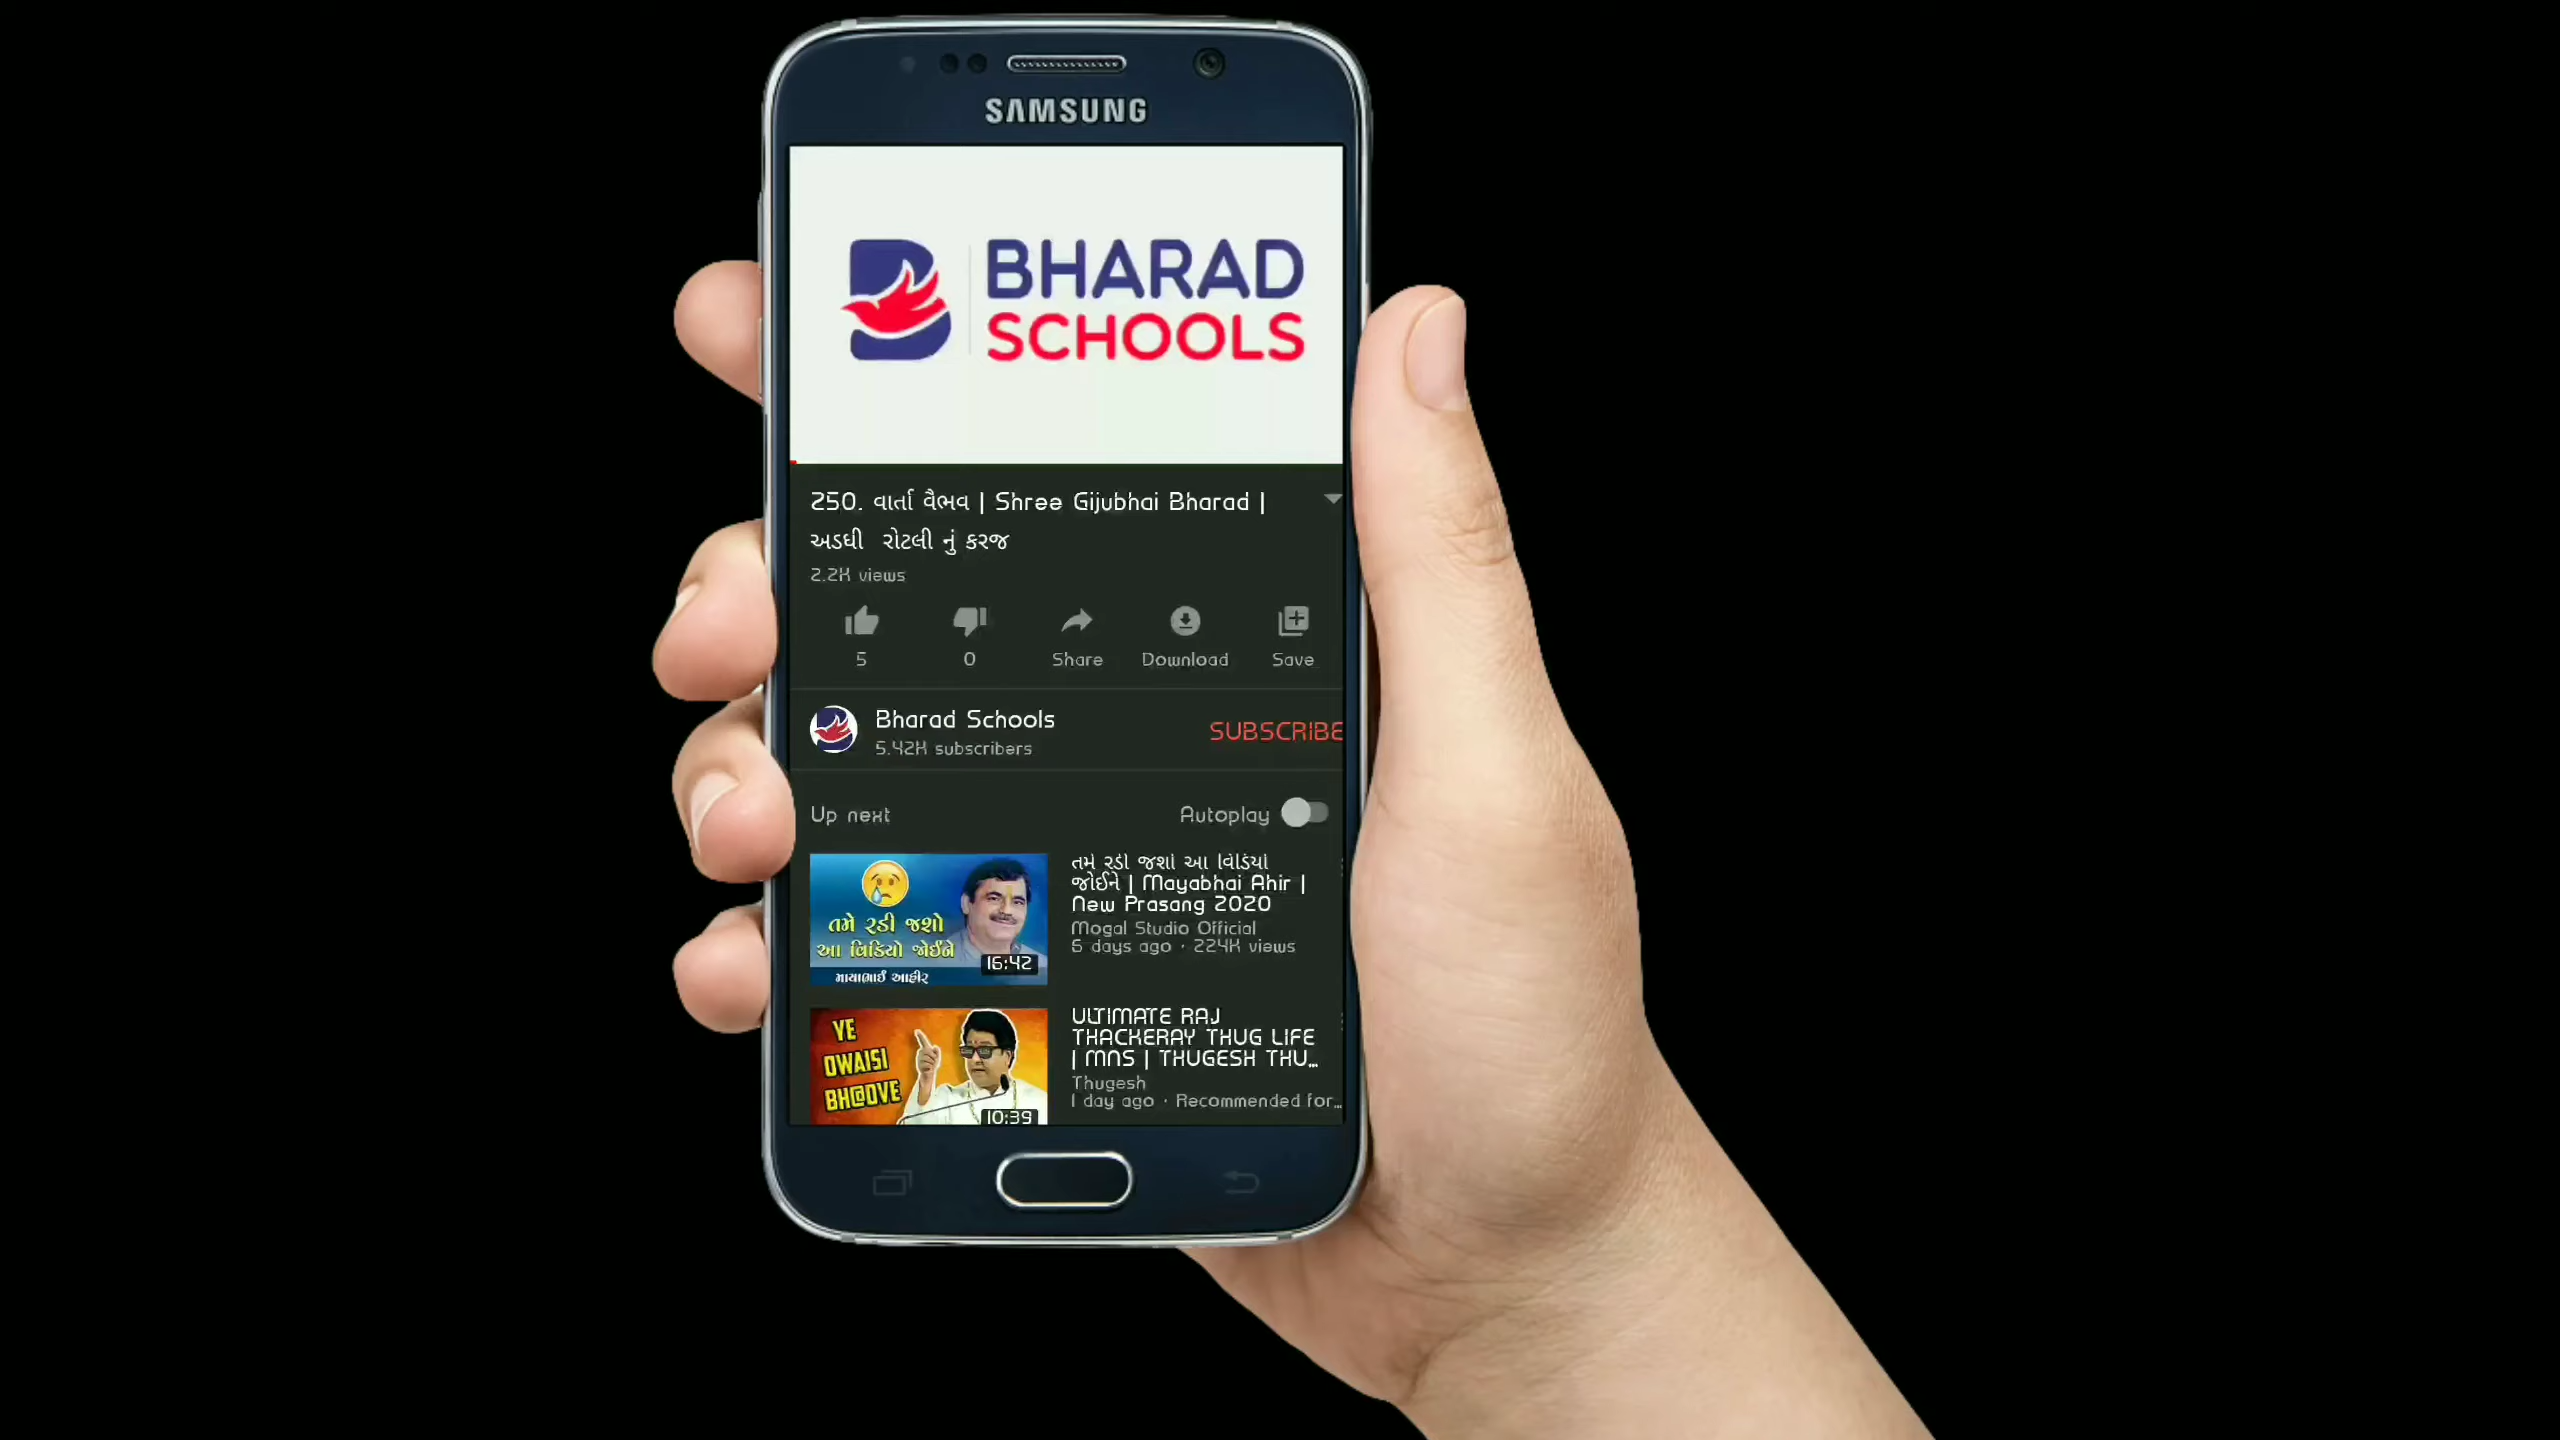 SAMSUNG
BHARAD
SCHOOLS
250. વાર્તા વૈભવ | Shree Gijubhai Bharad |
અડધી રોટલી નું કરજ
2.2K views
5
0
Share
Download
Save
Bharad Schools
5.42K subscribers
SUBSCRIBE
Up next
Autoplay
તમે રડી જશો
આ વિડિયો જોઈને
માયાભાઈ આહીર
16:42
તમે રડી જશો આ વિડિયો
જોઈને | Mayabhai Ahir |
New Prasang 2020
Mogal Studio Official
6 days ago · 224K views
YE
OWAISI
BH@OVE
10:39
ULTIMATE RAJ
THACKERAY THUG LIFE
| MNS | THUGESH THU...
Thugesh
1 day ago · Recommended for...